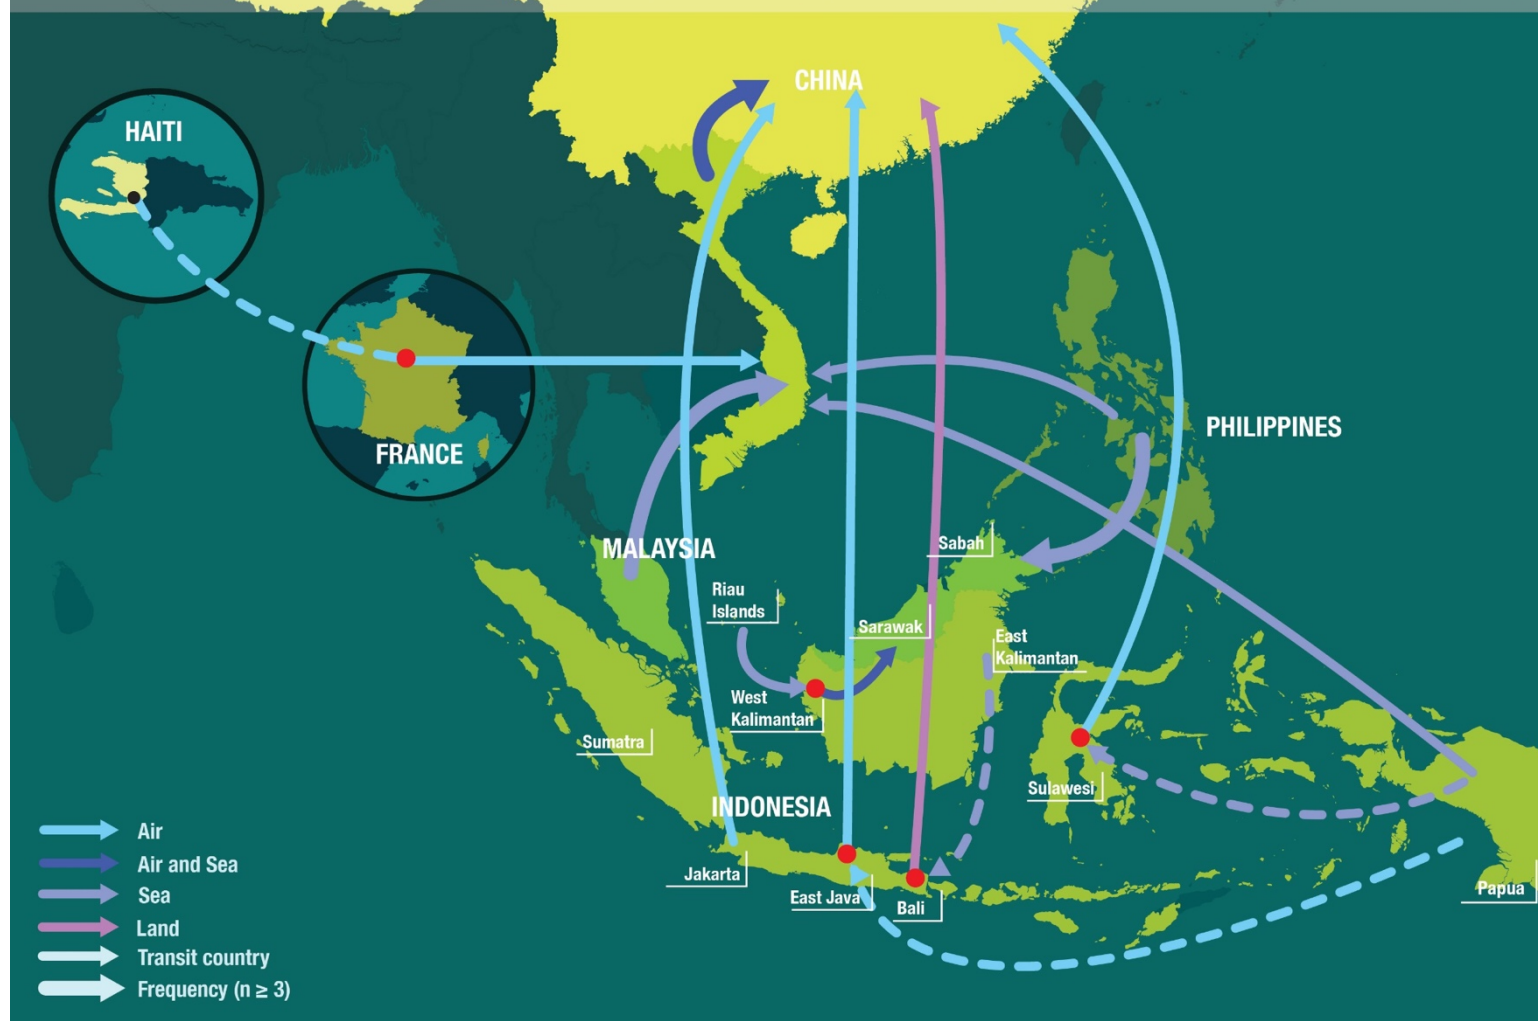 CHINA
HAITI
FRANCE
PHILIPPINES
MALAYSIA
Sabah
Riau
Islands
Sarawak
East
Kalimantan
West
Kalimantan
Sumatra
Sulawesi
INDONESIA
Jakarta
East Java
Bali
Papua
Air
Air and Sea
Sea
Land
Transit country
Frequency (n ≥ 3)